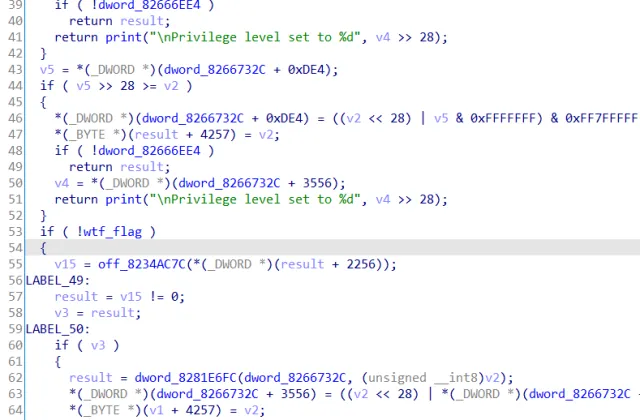 39 if ( !dword_82666EE4 )
40 return result;
41 return print("\nPrivilege level set to %d", v4 >> 28);
42 }
43 v5 = *(_DWORD *)(dword_8266732C + 0xDE4);
44 if ( v5 >> 28 >= v2 )
45 {
46 *(_DWORD *)(dword_8266732C + 0xDE4) = ((v2 << 28) | v5 & 0xFFFFFFF) & 0xFF7FFFFF
47 *(_BYTE *)(result + 4257) = v2;
48 if ( !dword_82666EE4 )
49 return result;
50 v4 = *(_DWORD *)(dword_8266732C + 3556);
51 return print("\nPrivilege level set to %d", v4 >> 28);
52 }
53 if ( !wtf_flag )
54 {
55 v15 = off_8234AC7C(*(_DWORD *)(result + 2256));
56 LABEL_49:
57 result = v15 != 0;
58 v3 = result;
59 LABEL_50:
60 if ( v3 )
61 {
62 result = dword_8281E6FC(dword_8266732C, (unsigned __int8)v2);
63 *(_DWORD *)(dword_8266732C + 3556) = ((v2 << 28) | *(_DWORD *)(dword_8266732C
64 *(_BYTE *)(v1 + 4257) = v2;